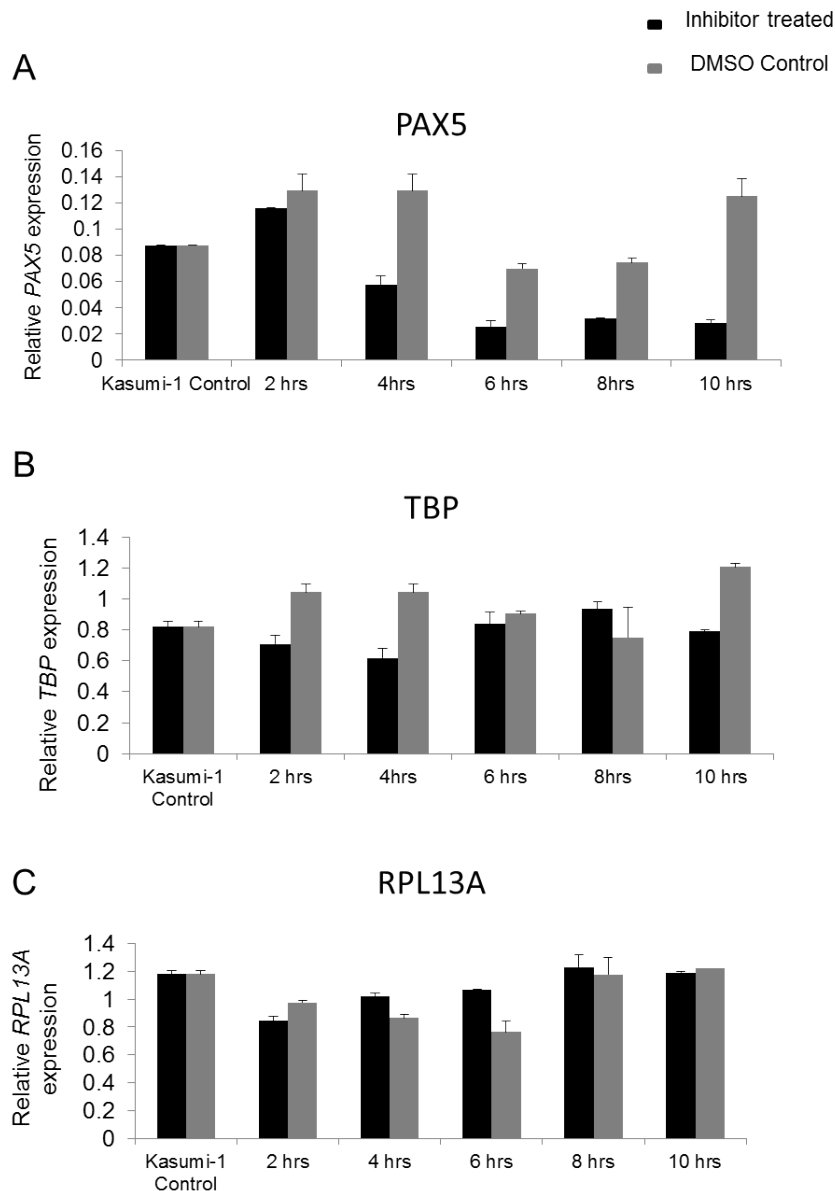 Inhibitor treated
DMSO Control
A
PAX5
Relative PAX5 expression
0.16
0.14
0.12
0.1
0.08
0.06
0.04
0.02
0
Kasumi-1 Control 2 hrs 4hrs 6 hrs 8hrs 10 hrs
B
TBP
Relative TBP expression
1.4
1.2
1
0.8
0.6
0.4
0.2
0
Kasumi-1 2 hrs 4hrs 6 hrs 8hrs 10 hrs
Control
C
RPL13A
Relative RPL13A
expression
1.4
1.2
1
0.8
0.6
0.4
0.2
0
Kasumi-1 2 hrs 4 hrs 6 hrs 8 hrs 10 hrs
Control